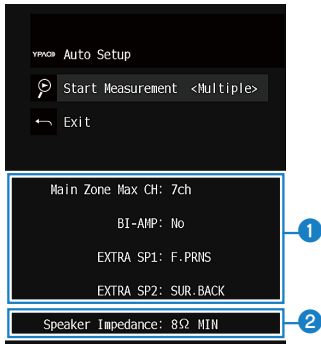 YPAO Auto Setup
Start Measurement <Multiple>
Exit
Main Zone Max CH: 7ch
1
BI-AMP: No
EXTRA SP1: F.PRNS
EXTRA SP2: SUR.BACK
Speaker Impedance: 8Ω MIN
2